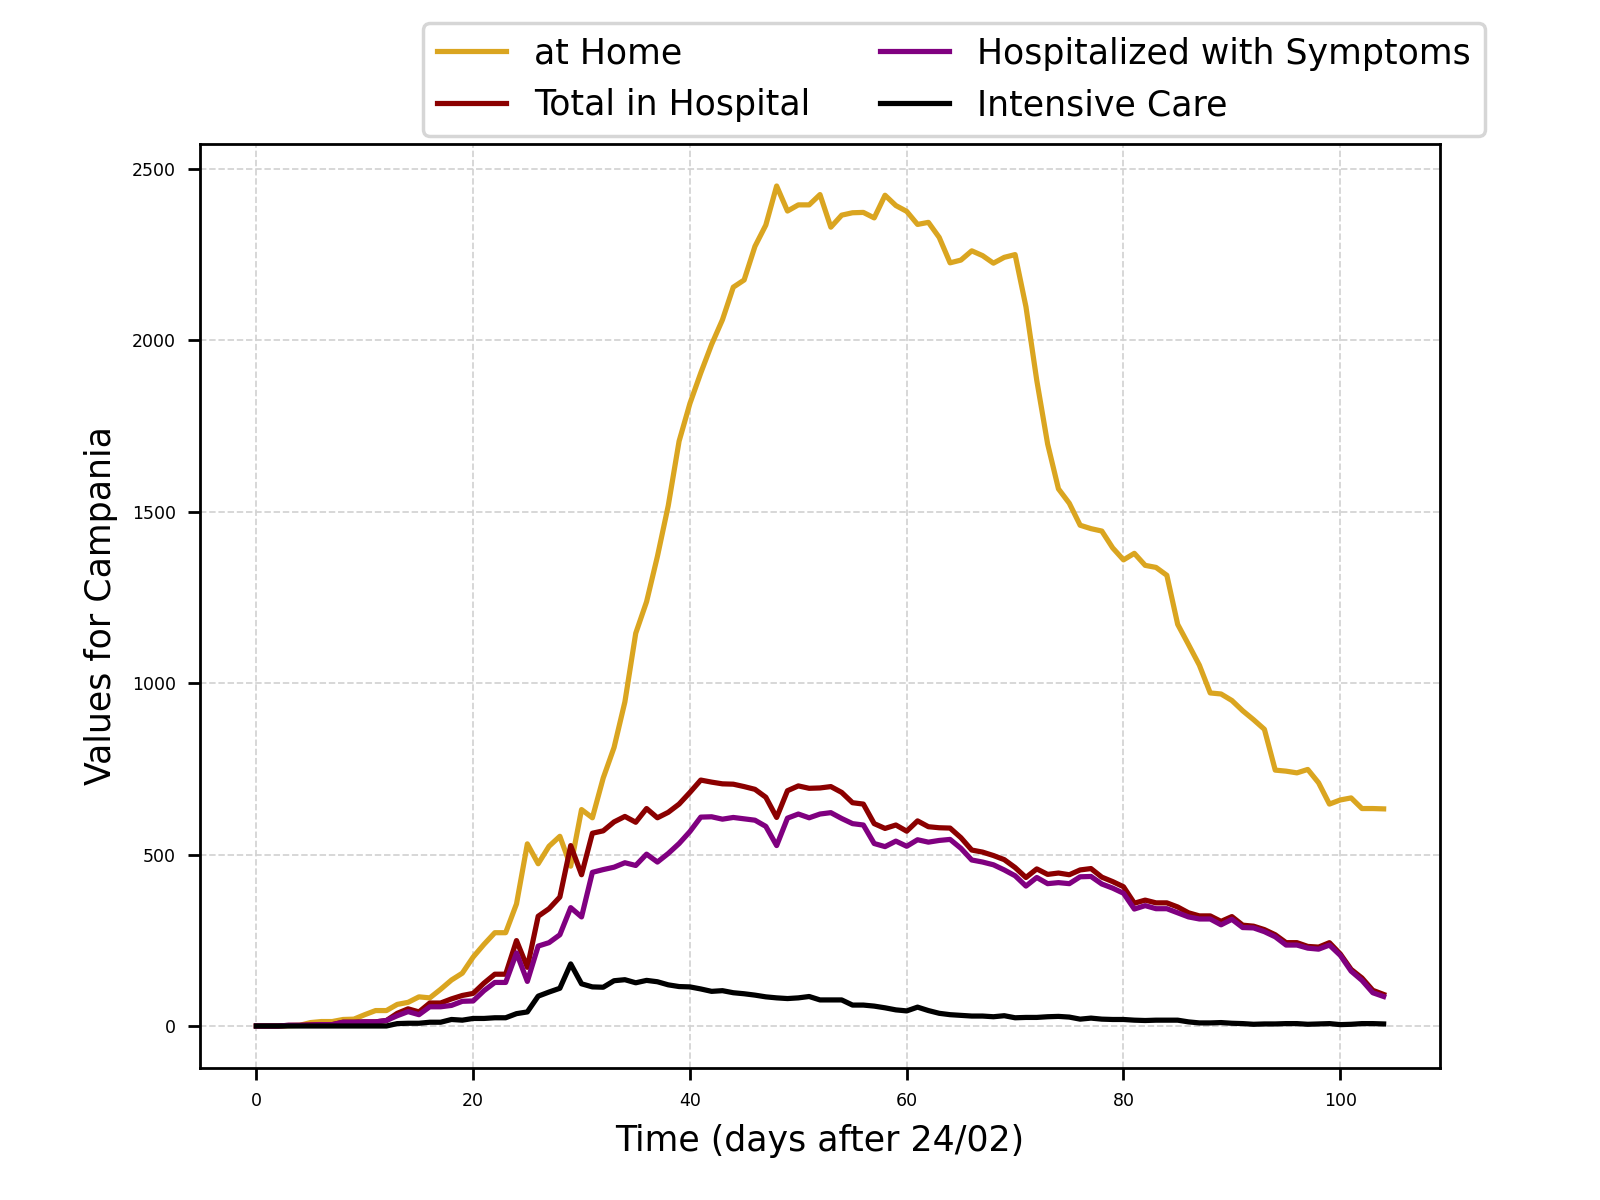 at Home
Total in Hospital
Hospitalized with Symptoms
Intensive Care
Values for Campania
2500
2000
1500
1000
500
0
0 20 40 60 80 100
Time (days after 24/02)